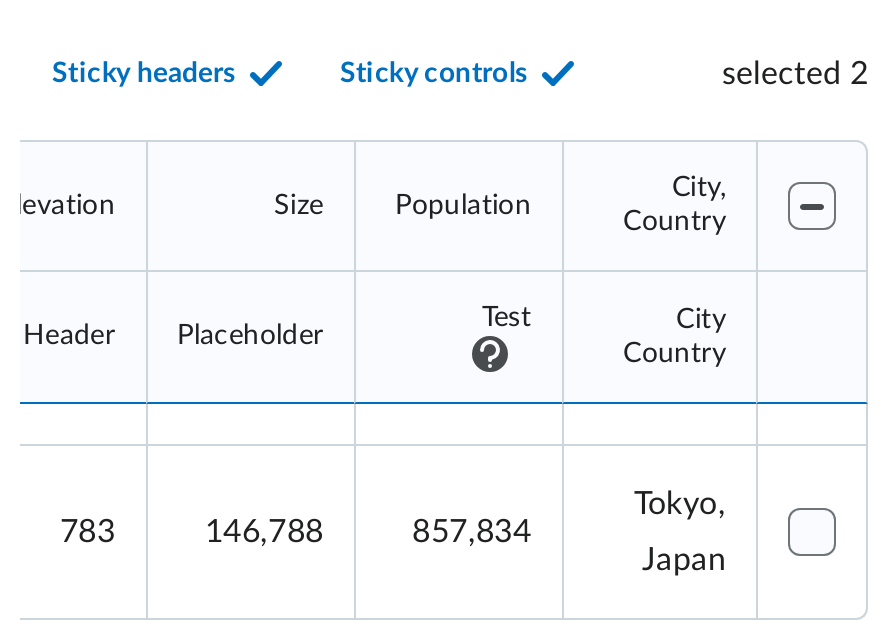 Sticky headers Sticky controls selected 2
levation Size Population City,
Country
Header Placeholder Test City
Country
783 146,788 857,834 Tokyo,
Japan